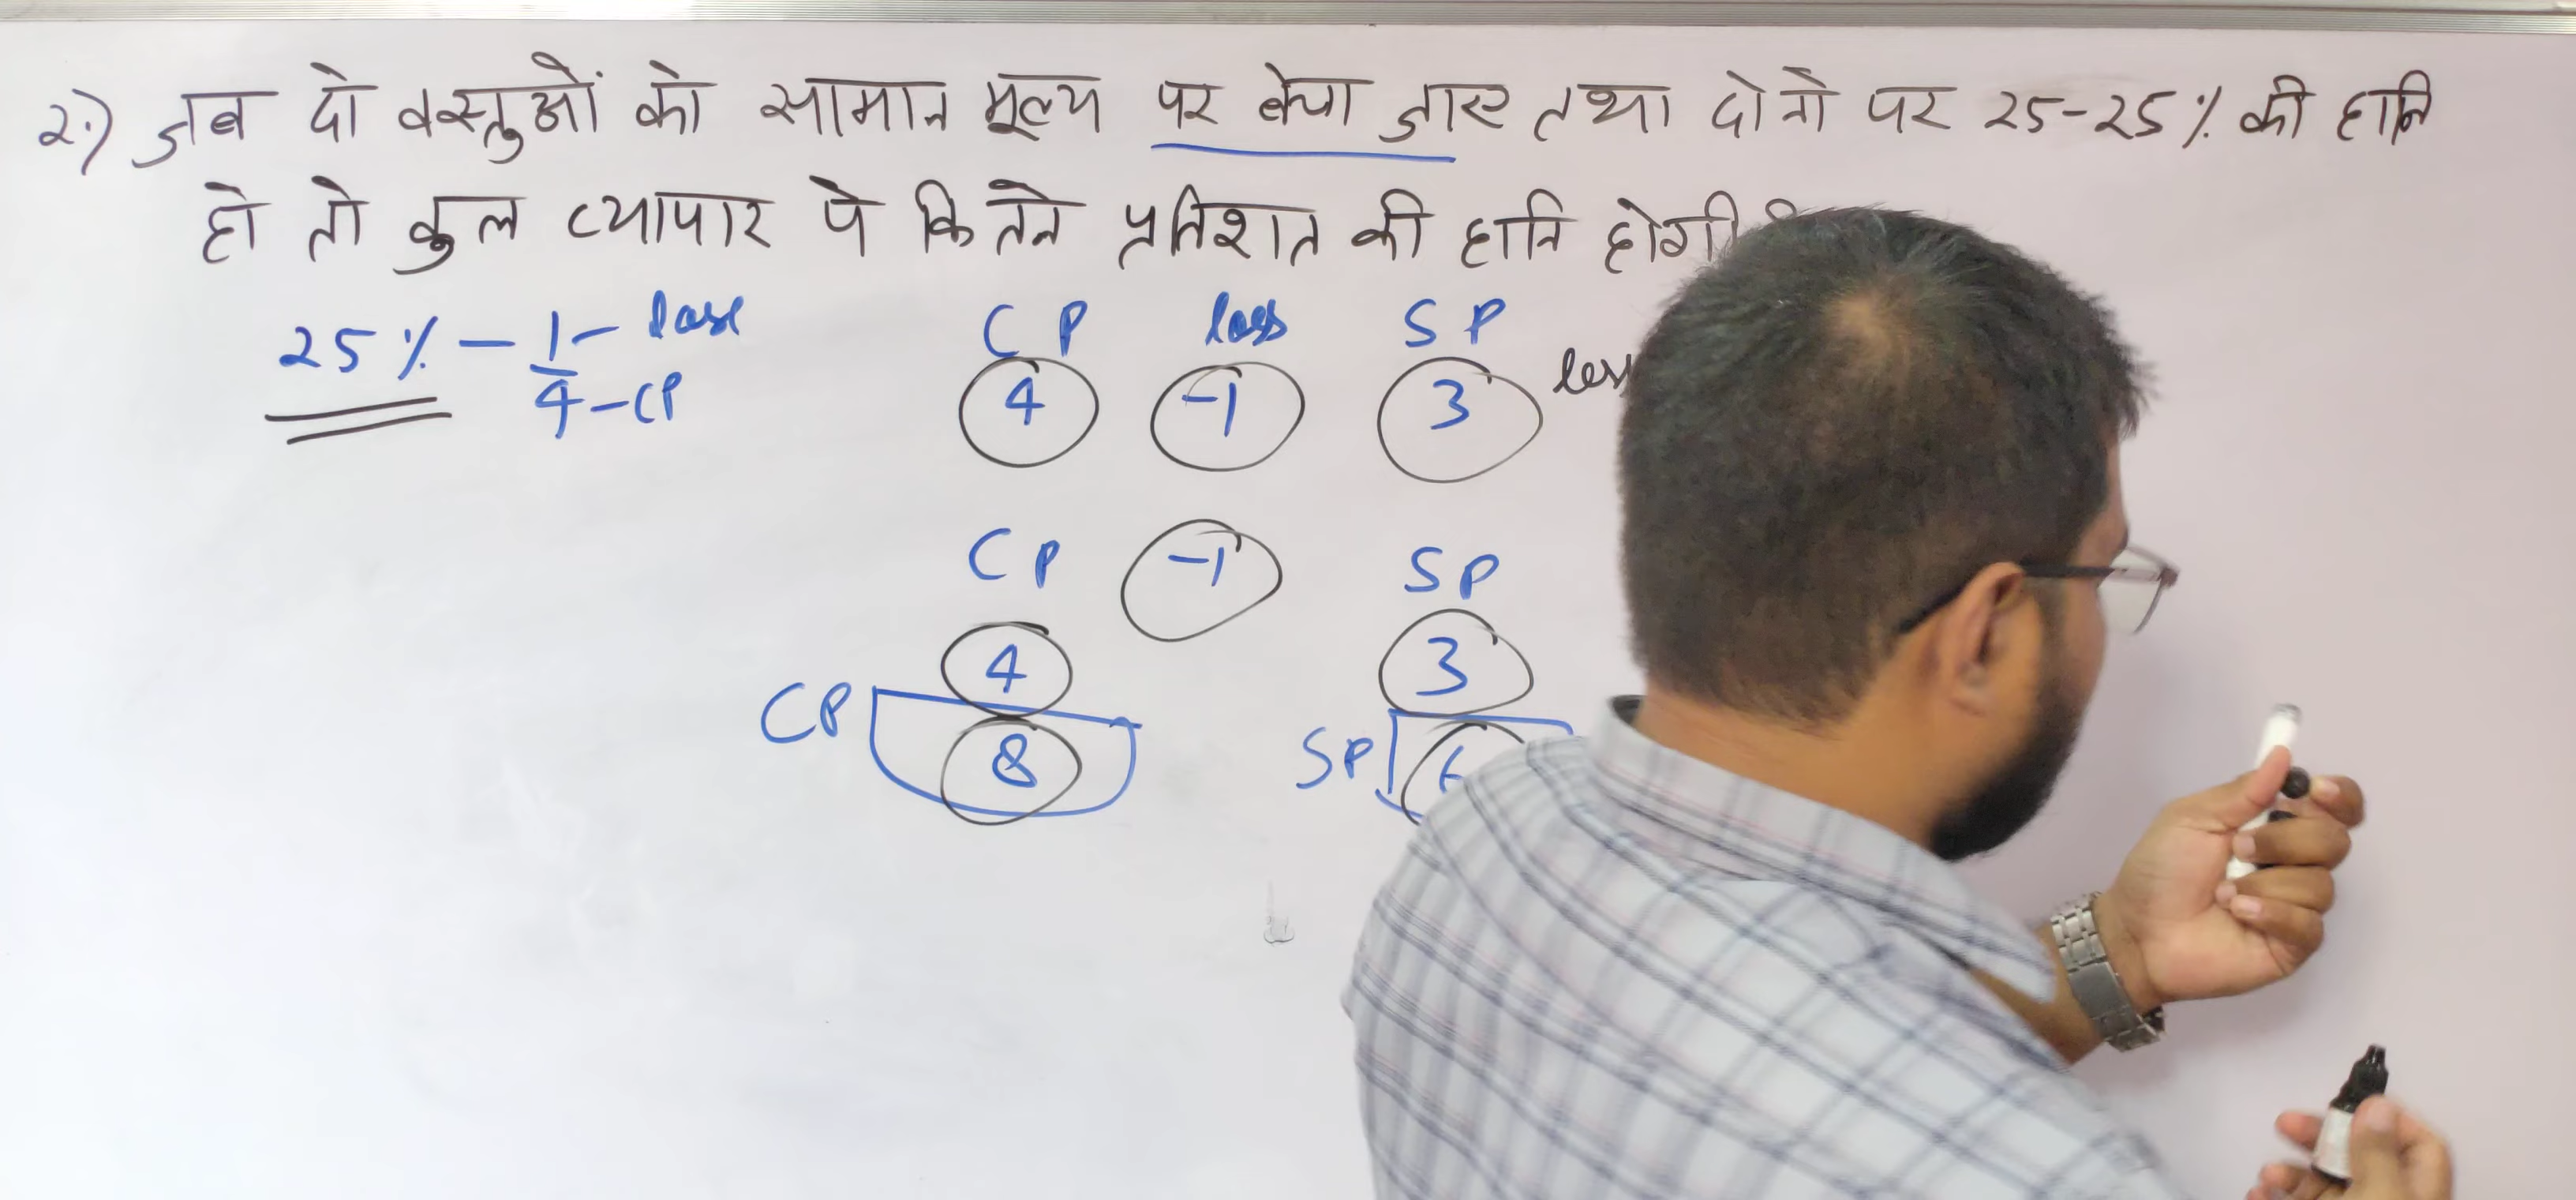 2.) जब दो वस्तुओं को सामान मूल्य पर बेचा जाए तथा दोनो पर 25-25% की हानि
हो तो कुल व्यापार पे कितने प्रतिशत की हानि होगी
25% - 1 - loss
4 - CP
CP loss SP
4 -1 3
CP -1 SP
4 3
CP 8 SP